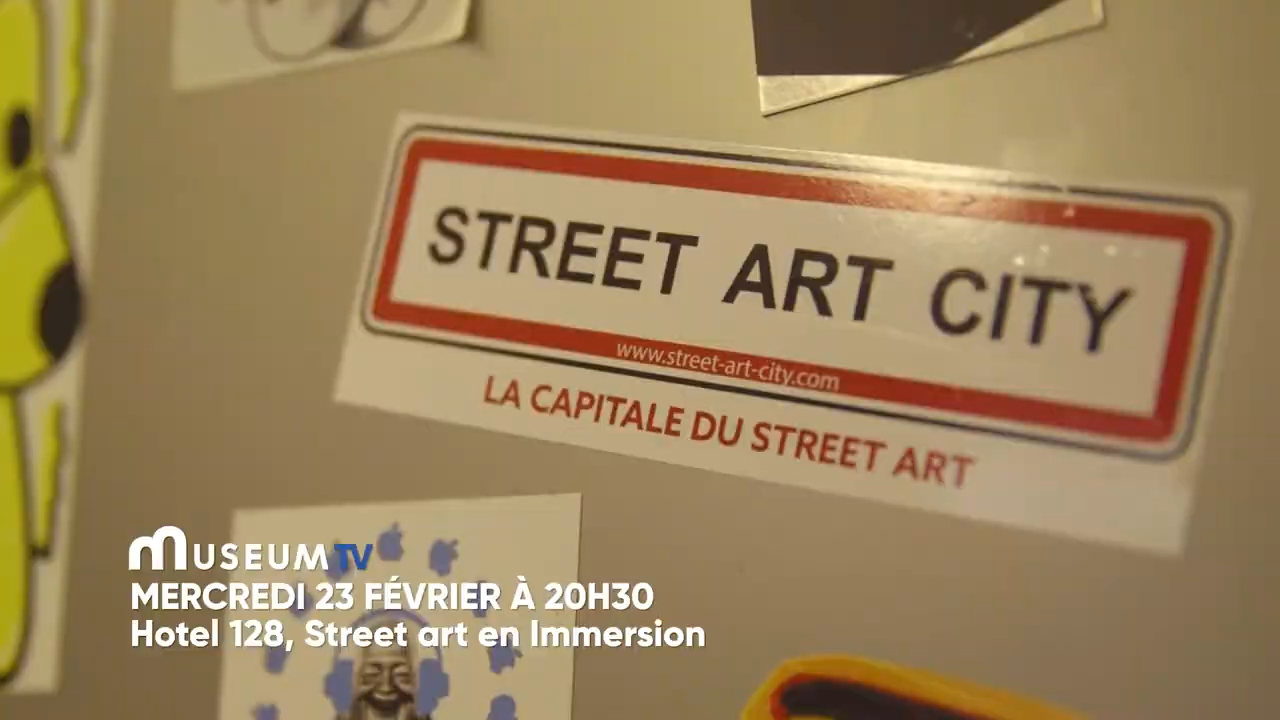 STREET ART CITY
www.street-art-city.com
LA CAPITALE DU STREET ART
MUSEUM TV
MERCREDI 23 FÉVRIER À 20H30
Hotel 128, Street art en Immersion